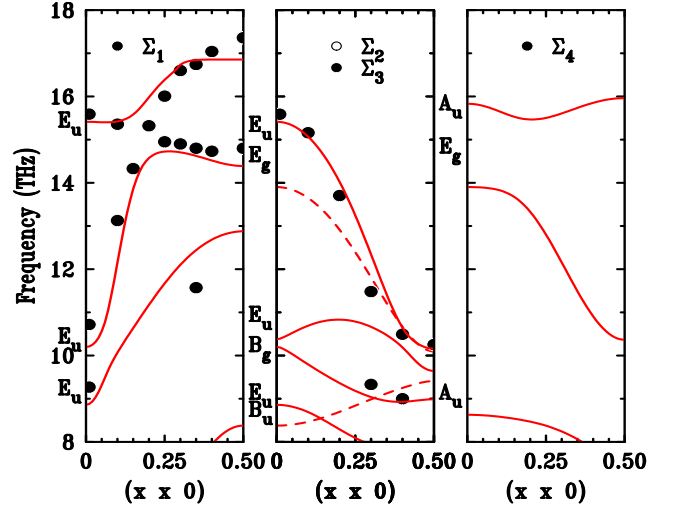 18
16
14
12
10
8
Frequency (THz)
Σ1
Eu
Eu
Eu
0 0.25 0.50
(x x 0)
Σ2
Σ3
Eu
Eg
Eu
Bg
Eu
Bu
0 0.25 0.50
(x x 0)
Σ4
Au
Eg
Au
0 0.25 0.50
(x x 0)